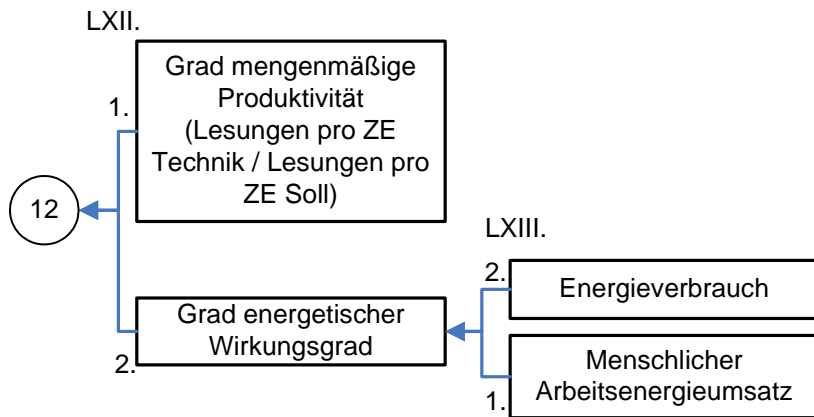 LXII.
1.
Grad mengenmäßige
Produktivität
(Lesungen pro ZE
Technik / Lesungen pro
ZE Soll)
12
LXIII.
2.
Energieverbrauch
2.
Grad energetischer
Wirkungsgrad
1.
Menschlicher
Arbeitsenergieumsatz